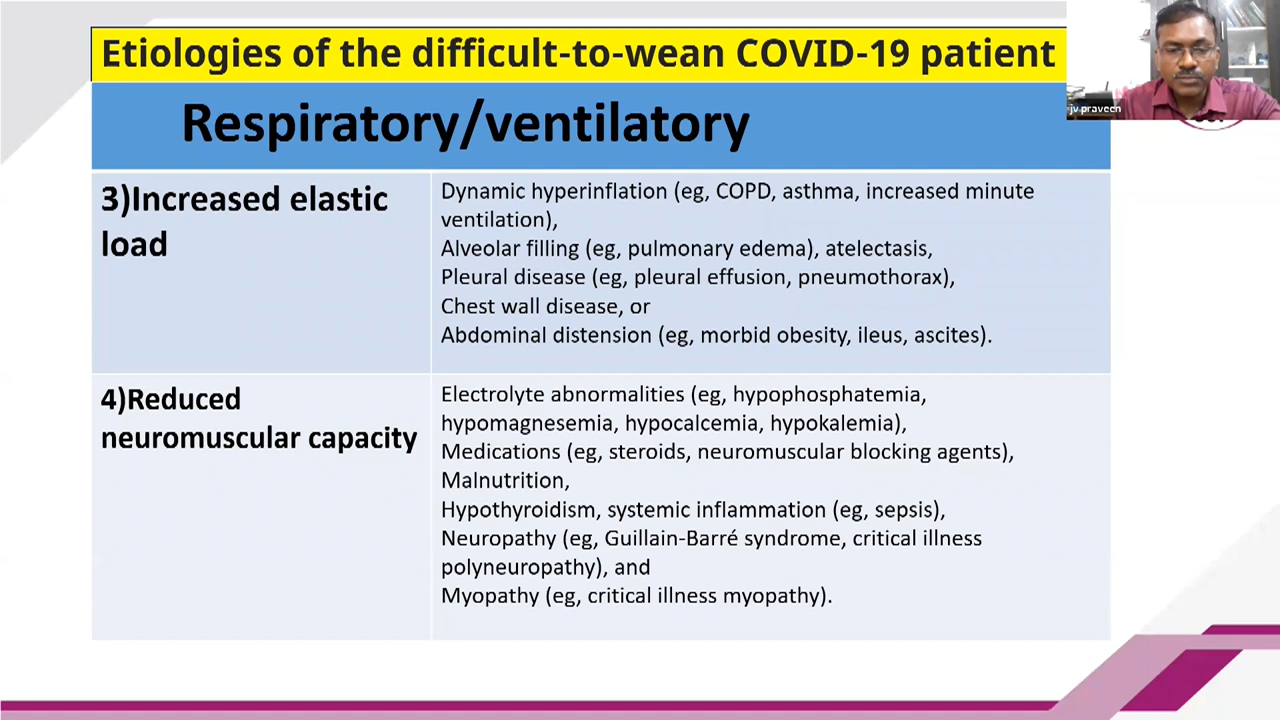 Etiologies of the difficult-to-wean COVID-19 patient
jv praveen
Respiratory/ventilatory
3)Increased elastic
load
Dynamic hyperinflation (eg, COPD, asthma, increased minute
ventilation),
Alveolar filling (eg, pulmonary edema), atelectasis,
Pleural disease (eg, pleural effusion, pneumothorax),
Chest wall disease, or
Abdominal distension (eg, morbid obesity, ileus, ascites).
4)Reduced
neuromuscular capacity
Electrolyte abnormalities (eg, hypophosphatemia,
hypomagnesemia, hypocalcemia, hypokalemia),
Medications (eg, steroids, neuromuscular blocking agents),
Malnutrition,
Hypothyroidism, systemic inflammation (eg, sepsis),
Neuropathy (eg, Guillain-Barré syndrome, critical illness
polyneuropathy), and
Myopathy (eg, critical illness myopathy).